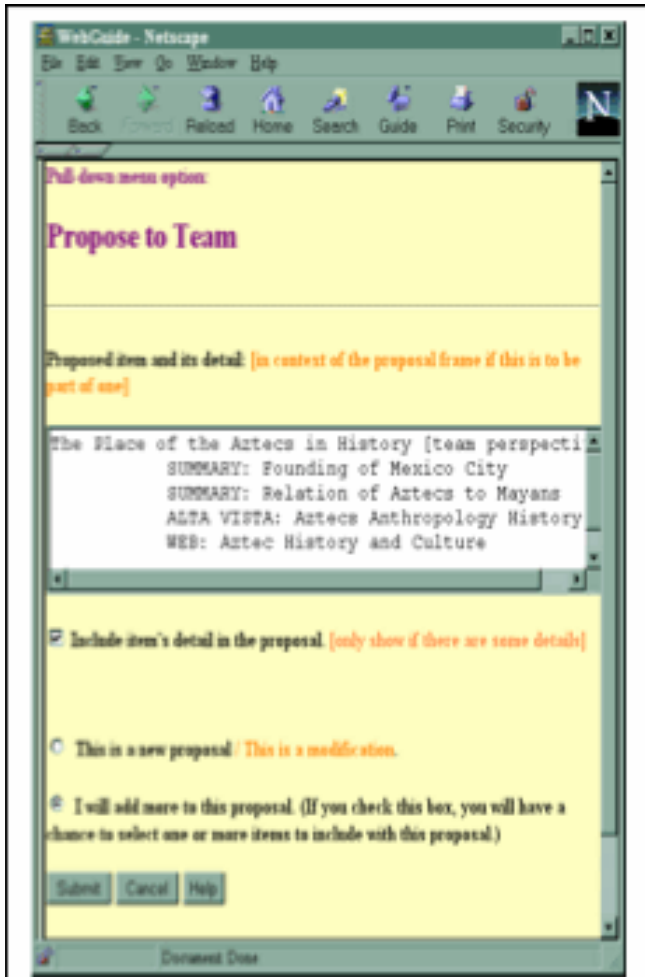 WebGuide - Netscape
File Edit View Go Window Help
Back Forward Reload Home Search Guide Print Security
N
Pull-down menu option:
Propose to Team
Proposed item and its detail: [in context of the proposal frame if this is to be
part of one]
The Place of the Aztecs in History [team perspecti
SUMMARY: Founding of Mexico City
SUMMARY: Relation of Aztecs to Mayans
ALTA VISTA: Aztecs Anthropology History
WEB: Aztec History and Culture
Include item's detail in the proposal. [only show if there are some details]
This is a new proposal / This is a modification.
I will add more to this proposal. (If you check this box, you will have a
chance to select one or more items to include with this proposal.)
Submit Cancel Help
Document Done